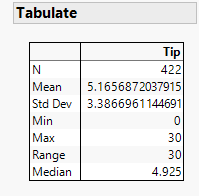 Tabulate
Tip
N 422
Mean 5.1656872037915
Std Dev 3.3866961144691
Min 0
Max 30
Range 30
Median 4.925